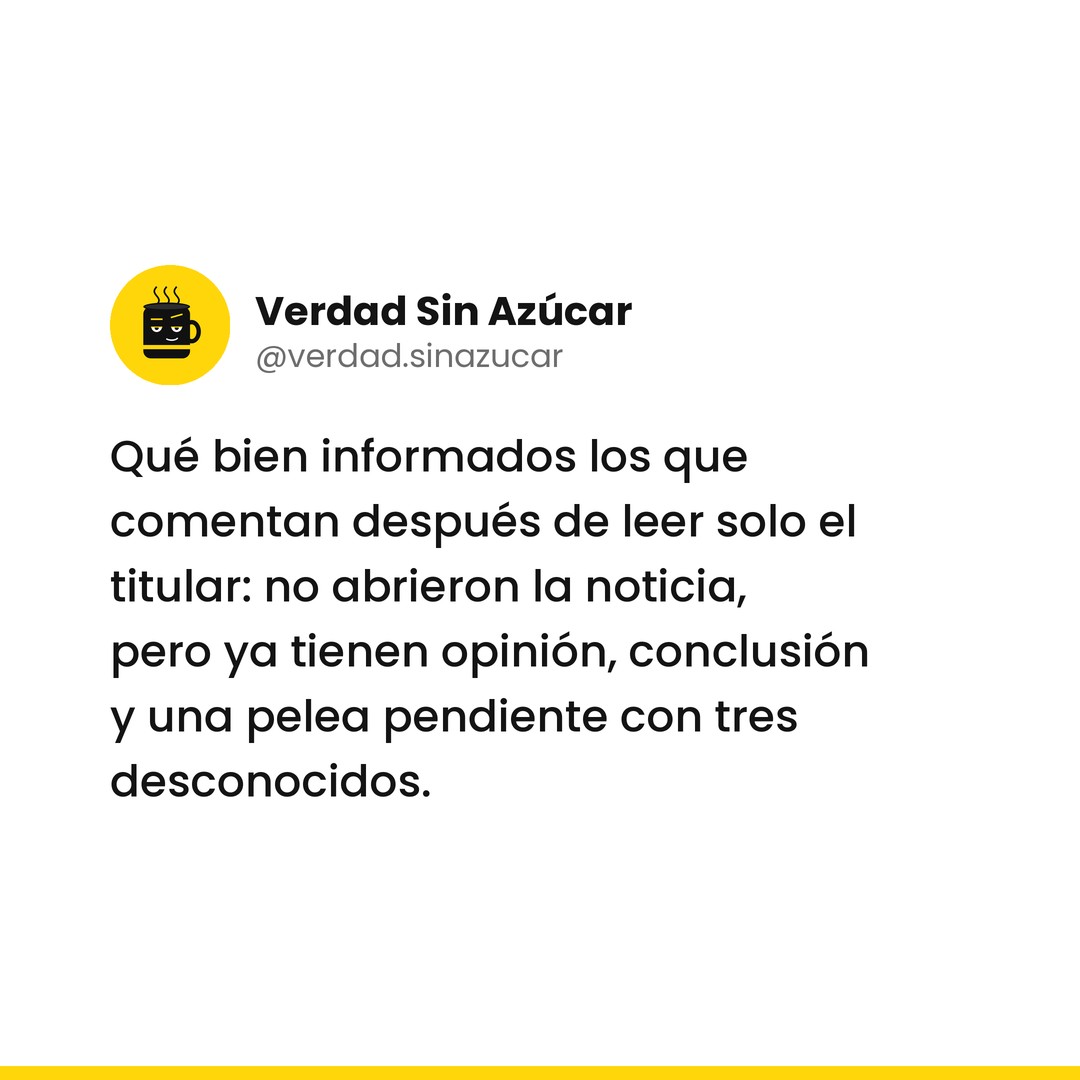 Verdad Sin Azúcar
@verdad.sinazucar
Qué bien informados los que
comentan después de leer solo el
titular: no abrieron la noticia,
pero ya tienen opinión, conclusión
y una pelea pendiente con tres
desconocidos.